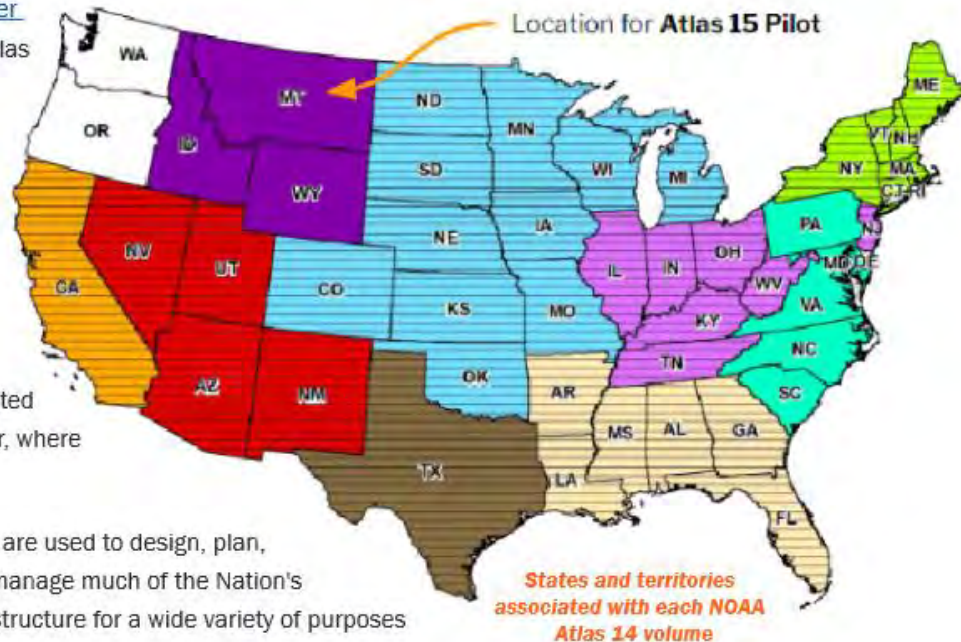 er
las
Location for Atlas 15 Pilot
WA
MT
ND
ME
OR
ID
MN
VT NH
SD
WI
MI
NY
MA
WY
CT RI
NE
IA
PA
NJ
NV
UT
IL
IN
OH
MD DE
CA
CO
WV
VA
KS
MO
KY
NC
TN
AZ
NM
OK
AR
SC
ted
MS
AL
GA
r, where
TX
LA
FL
are used to design, plan,
manage much of the Nation's
structure for a wide variety of purposes
States and territories
associated with each NOAA
Atlas 14 volume